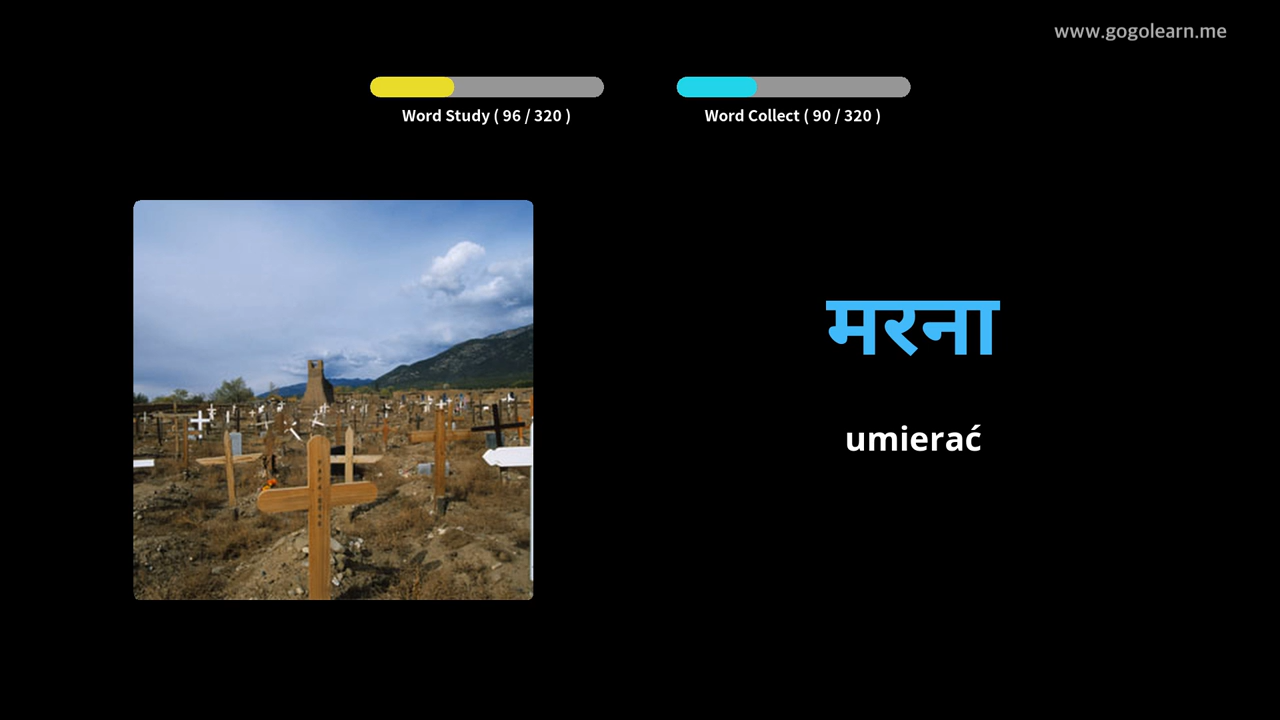 www.gogolearn.me
Word Study ( 96 / 320 )
Word Collect ( 90 / 320 )
मरना
umierać